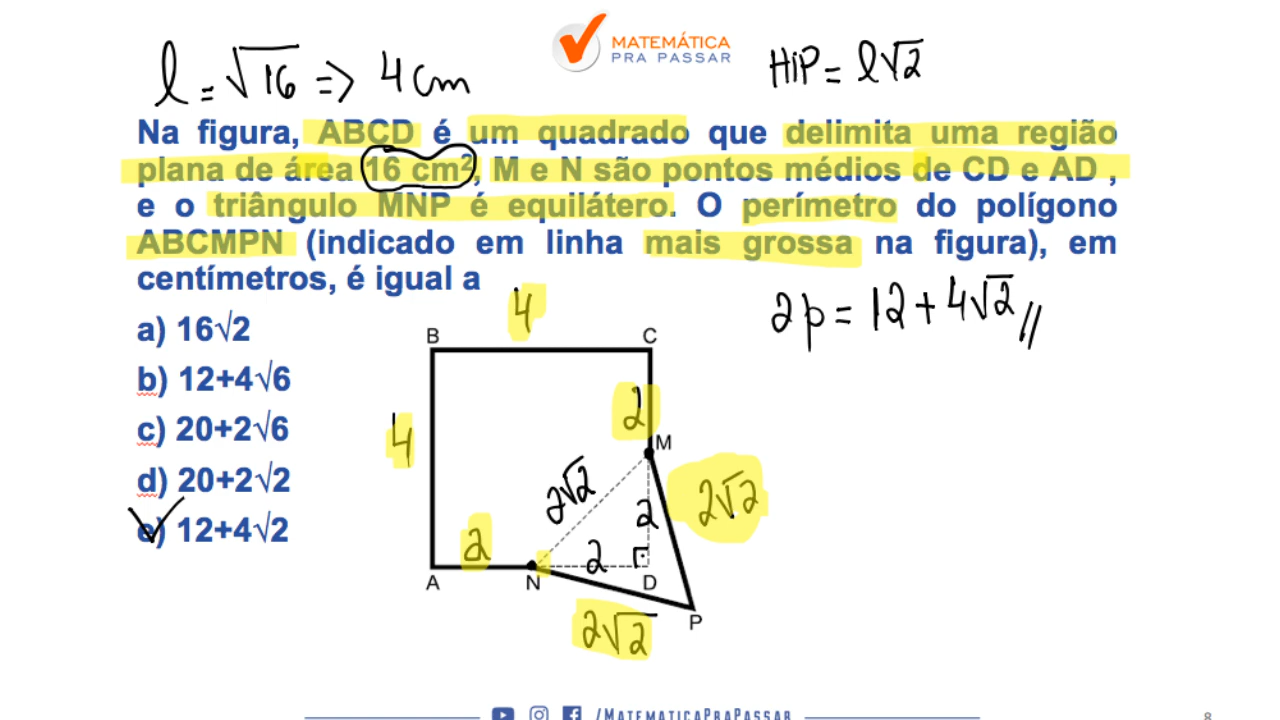 l = √16 => 4 cm
MATEMÁTICA
PRA PASSAR
HIP = l√2
Na figura, ABCD é um quadrado que delimita uma região
plana de área 16 cm², M e N são pontos médios de CD e AD ,
e o triângulo MNP é equilátero. O perímetro do polígono
ABCMPN (indicado em linha mais grossa na figura), em
centímetros, é igual a
2p = 12 + 4√2 //
a) 16√2
b) 12+4√6
c) 20+2√6
d) 20+2√2
e) 12+4√2
4
B
C
4
2
M
2√2
2√2
2
2
2
A
N
D
P
2√2
/MATEMATICAPRAPASSAR
8